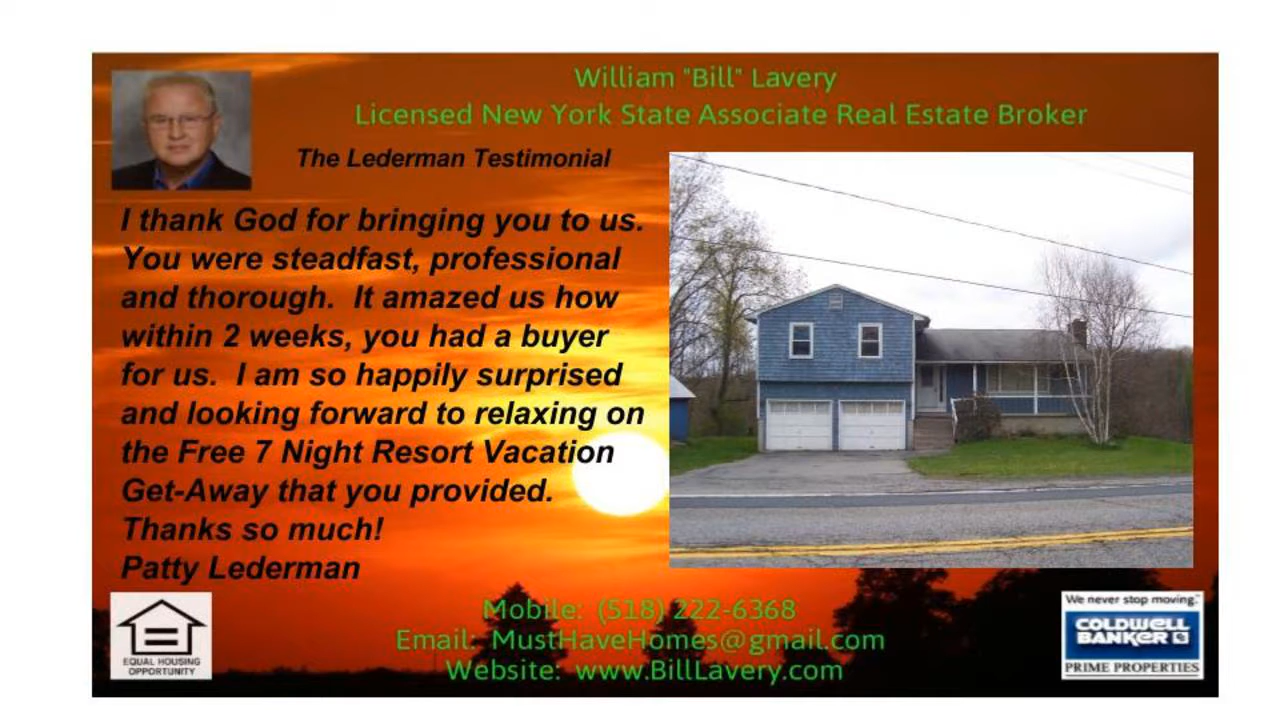 William "Bill" Lavery
Licensed New York State Associate Real Estate Broker
The Lederman Testimonial
I thank God for bringing you to us.
You were steadfast, professional
and thorough.  It amazed us how
within 2 weeks, you had a buyer
for us.  I am so happily surprised
and looking forward to relaxing on
the Free 7 Night Resort Vacation
Get-Away that you provided.
Thanks so much!
Patty Lederman
EQUAL HOUSING
OPPORTUNITY
Mobile:  (518) 222-6368
Email:  MustHaveHomes@gmail.com
Website:  www.BillLavery.com
We never stop moving.
COLDWELL
BANKER
PRIME PROPERTIES